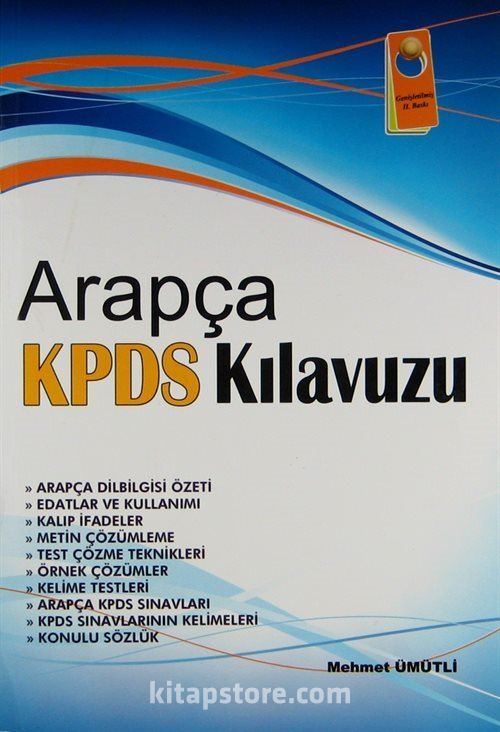 Genişletilmiş
II. Baskı
Arapça
KPDS Kılavuzu
» ARAPÇA DİLBİLGİSİ ÖZETİ
» EDATLAR VE KULLANIMI
» KALIP İFADELER
» METİN ÇÖZÜMLEME
» TEST ÇÖZME TEKNİKLERİ
» ÖRNEK ÇÖZÜMLER
» KELİME TESTLERİ
» ARAPÇA KPDS SINAVLARI
» KPDS SINAVLARININ KELİMELERİ
» KONULU SÖZLÜK
Mehmet ÜMÜTLİ
kitapstore.com